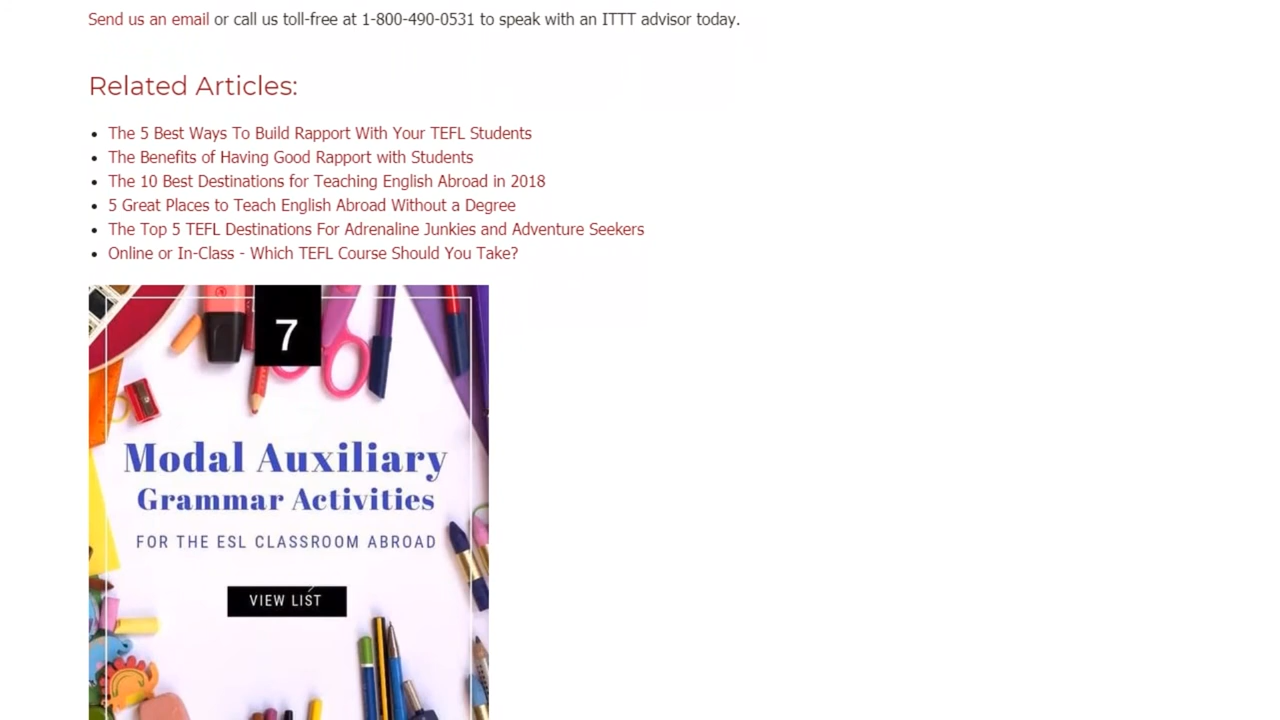 Send us an email or call us toll-free at 1-800-490-0531 to speak with an ITTT advisor today.
Related Articles:
The 5 Best Ways To Build Rapport With Your TEFL Students
The Benefits of Having Good Rapport with Students
The 10 Best Destinations for Teaching English Abroad in 2018
5 Great Places to Teach English Abroad Without a Degree
The Top 5 TEFL Destinations For Adrenaline Junkies and Adventure Seekers
Online or In-Class - Which TEFL Course Should You Take?
7
Modal Auxiliary
Grammar Activities
FOR THE ESL CLASSROOM ABROAD
VIEW LIST